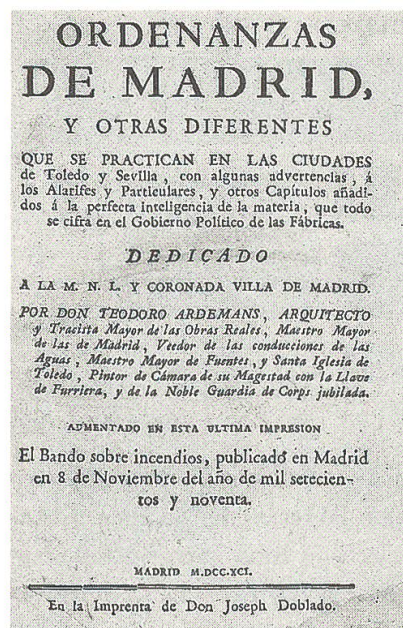 ORDENANZAS
DE MADRID,
Y OTRAS DIFERENTES
QUE SE PRACTICAN EN LAS CIUDADES
de Toledo y Sevilla, con algunas advertencias, á
los Alarifes y Particulares, y otros Capítulos añadi-
dos á la perfecta inteligencia de la materia; que todo
se cifra en el Gobierno Político de las Fábricas.
DEDICADO
A LA M. N. L. Y CORONADA VILLA DE MADRID.
POR DON TEODORO ARDEMANS, ARQUITECTO
y Tracista Mayor de las Obras Reales, Maestro Mayor
de las de Madrid, Veedor de las conducciones de las
Aguas, Maestro Mayor de Fuentes, y Santa Iglesia de
Toledo, Pintor de Cámara de su Magestad con la Llave
de Furriera, y de la Noble Guardia de Corps jubilada.
AUMENTADO EN ESTA ULTIMA IMPRESION
El Bando sobre incendios, publicado en Madrid
en 8 de Noviembre del año de mil setecien-
tos y noventa.
MADRID M.DCC.XCI.
En la Imprenta de Don Joseph Doblado.